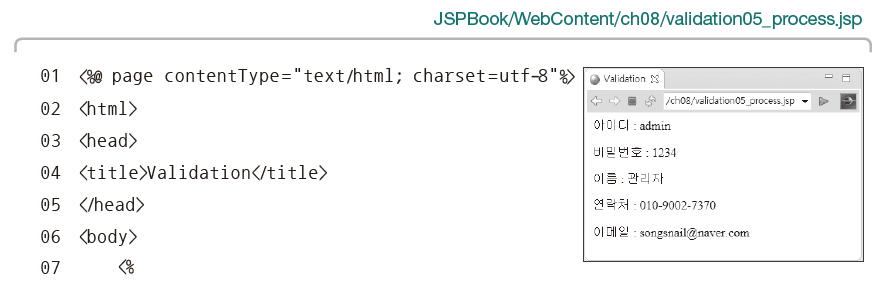 JSPBook/WebContent/ch08/validation05_process.jsp
01 <%@ page contentType="text/html; charset=utf-8"%>
02 <html>
03 <head>
04 <title>Validation</title>
05 </head>
06 <body>
07 <%
Validation
/ch08/validation05_process.jsp
아이디 : admin
비밀번호 : 1234
이름 : 관리자
연락처 : 010-9002-7370
이메일 : songsnail@naver.com